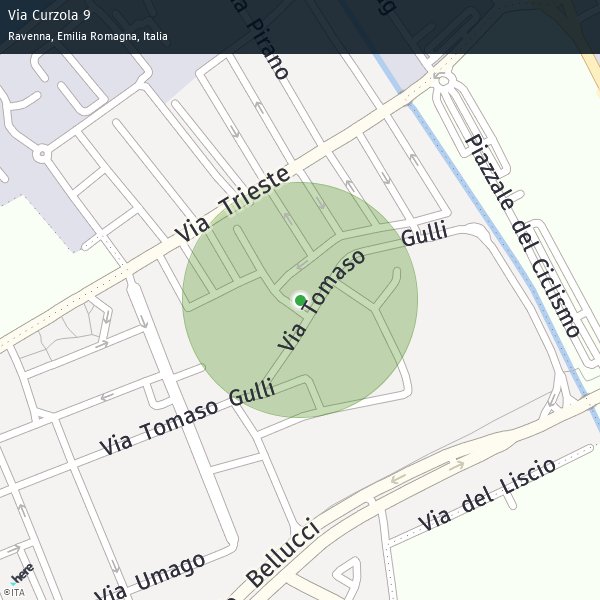 Via Curzola 9
Ravenna, Emilia Romagna, Italia
Pirano
Via Trieste
Piazzale del Ciclismo
Gulli
Via Tomaso
Via Tomaso Gulli
Via del Liscio
Bellucci
Via Umago
here
©ITA